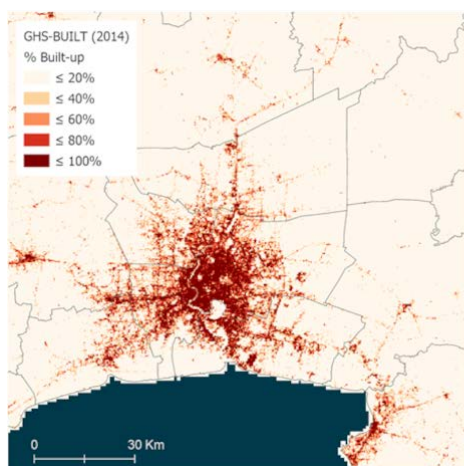 GHS-BUILT (2014)
% Built-up
≤ 20%
≤ 40%
≤ 60%
≤ 80%
≤ 100%
0 30 Km